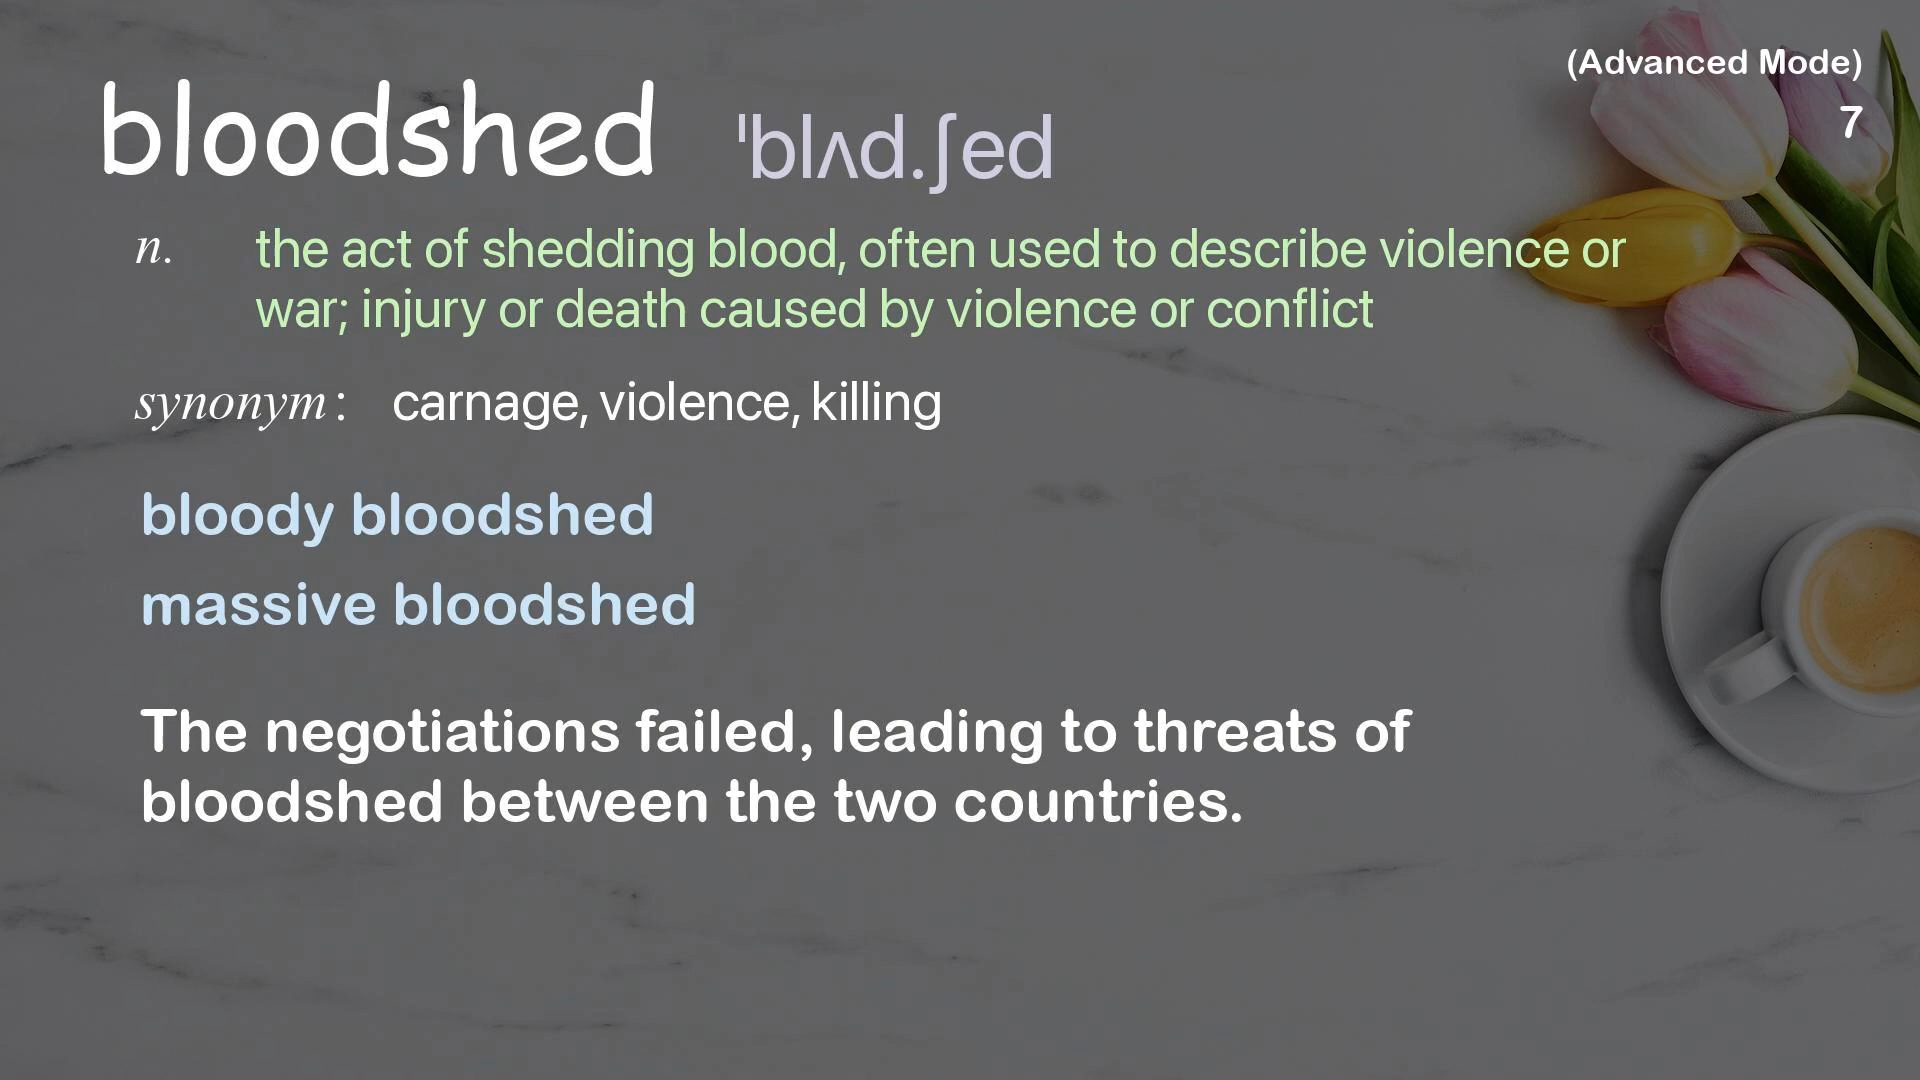 (Advanced Mode)
7
bloodshed ˈblʌd.ʃed
n. the act of shedding blood, often used to describe violence or
war; injury or death caused by violence or conflict
synonym: carnage, violence, killing
bloody bloodshed
massive bloodshed
The negotiations failed, leading to threats of
bloodshed between the two countries.